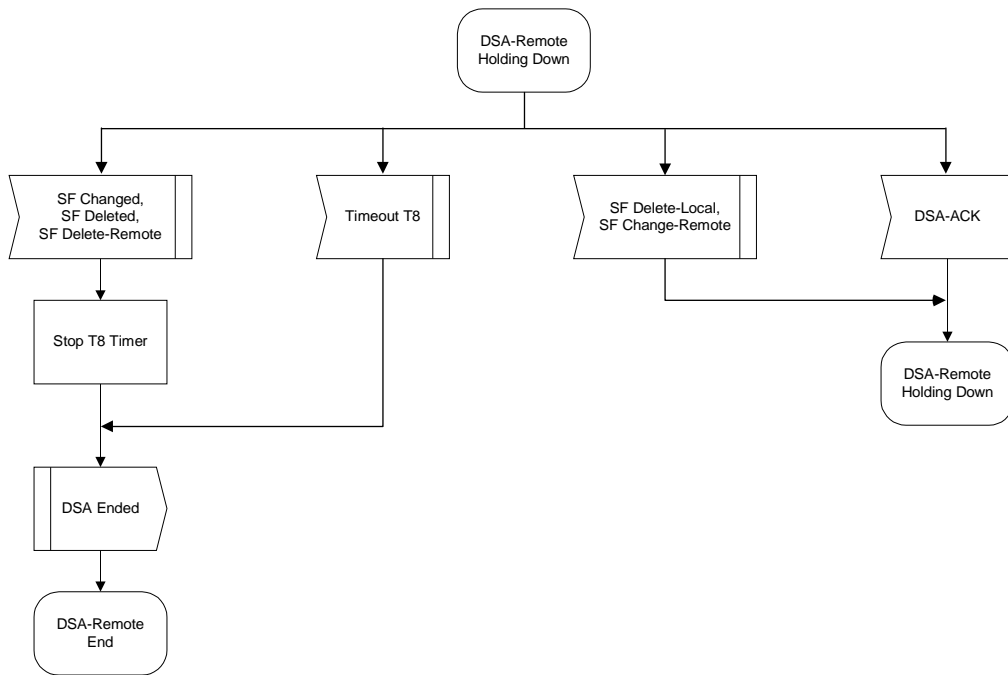 DSA-Remote
Holding Down
SF Changed,
SF Deleted,
SF Delete-Remote
Timeout T8
SF Delete-Local,
SF Change-Remote
DSA-ACK
Stop T8 Timer
DSA-Remote
Holding Down
DSA Ended
DSA-Remote
End